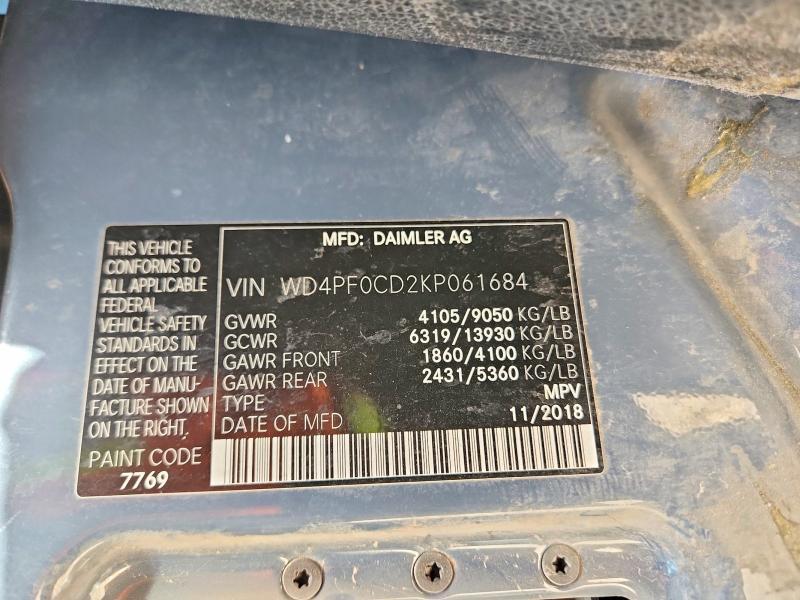 THIS VEHICLE
CONFORMS TO
ALL APPLICABLE
FEDERAL
VEHICLE SAFETY
STANDARDS IN
EFFECT ON THE
DATE OF MANU-
FACTURE SHOWN
ON THE RIGHT.
PAINT CODE
7769
MFD: DAIMLER AG
VIN WD4PF0CD2KP061684
GVWR 4105/9050 KG/LB
GCWR 6319/13930 KG/LB
GAWR FRONT 1860/4100 KG/LB
GAWR REAR 2431/5360 KG/LB
TYPE MPV
DATE OF MFD 11/2018